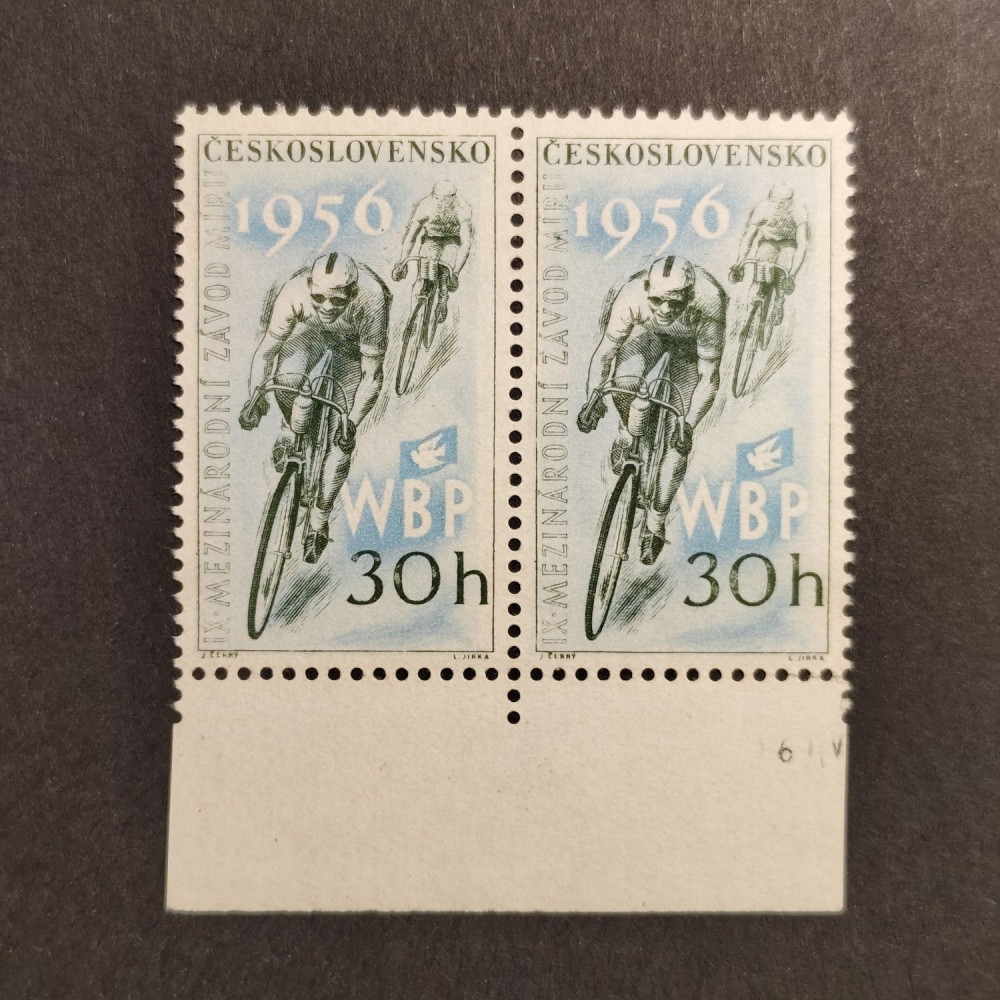 ČESKOSLOVENSKO
1956
IX·MEZINÁRODNÍ ZÁVOD MÍRU
WBP
30h
J. ČERNÝ
L. JIRKA
ČESKOSLOVENSKO
1956
IX·MEZINÁRODNÍ ZÁVOD MÍRU
WBP
30h
J. ČERNÝ
L. JIRKA